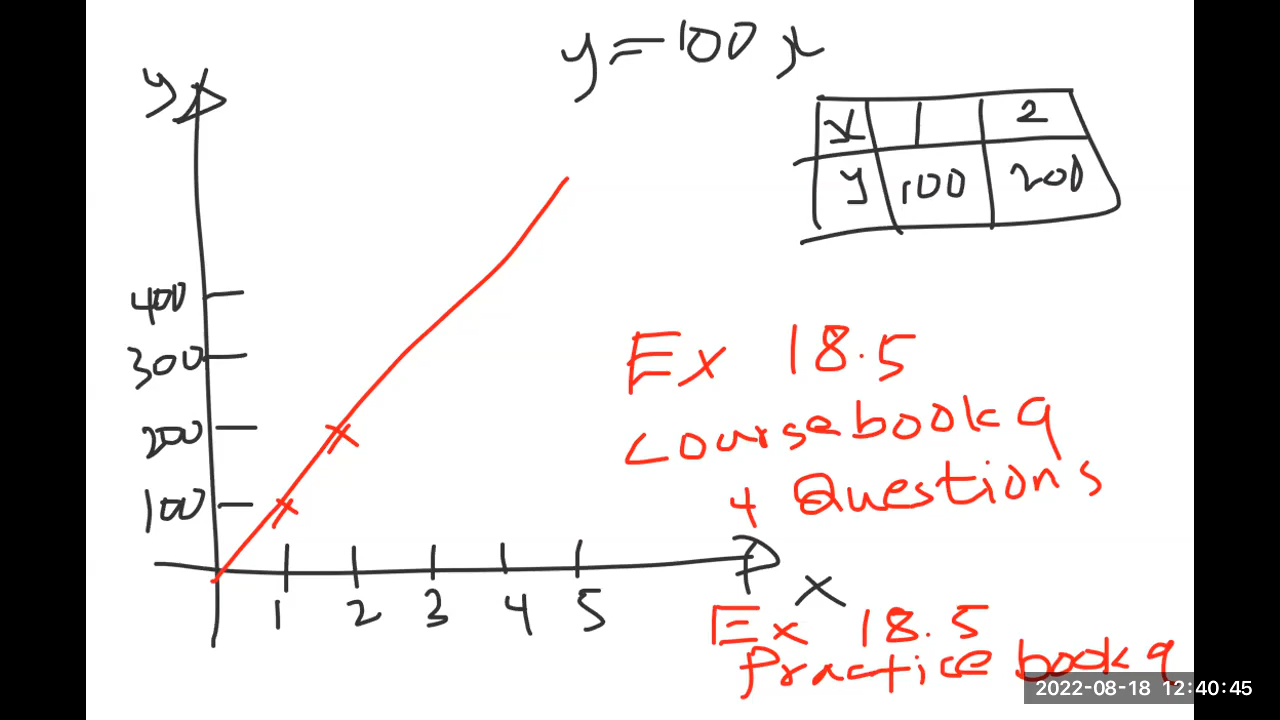 y = 100 x
y
x 1 2
y 100 200
400
300
200
100
1 2 3 4 5
x
Ex 18.5
Coursebook 9
4 Questions
Ex 18.5
Practice book 9
2022-08-18 12:40:45